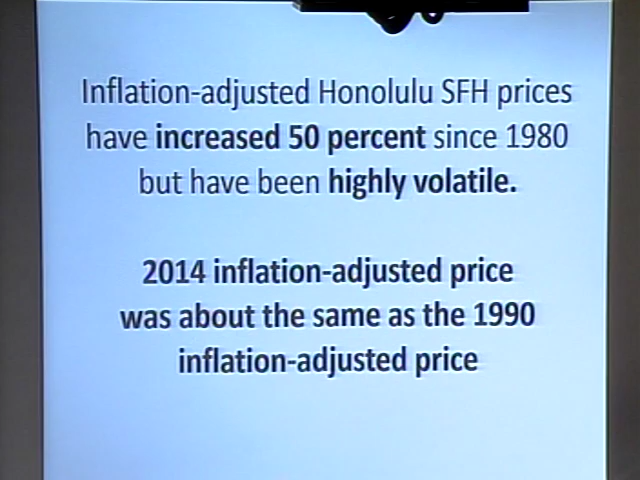 Inflation-adjusted Honolulu SFH prices
have increased 50 percent since 1980
but have been highly volatile.
2014 inflation-adjusted price
was about the same as the 1990
inflation-adjusted price